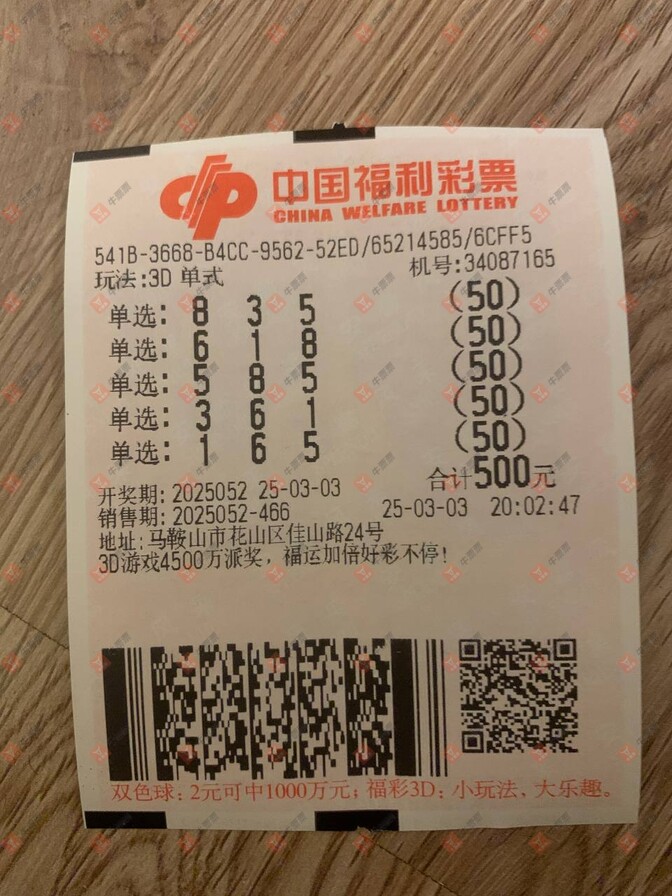 中国福利彩票
CHINA WELFARE LOTTERY
541B-3668-B4CC-9562-52ED/65214585/6CFF5
玩法:3D 单式 机号:34087165
单选: 8 3 5 (50)
单选: 6 1 8 (50)
单选: 5 8 5 (50)
单选: 3 6 1 (50)
单选: 1 6 5 (50)
合计500元
开奖期: 2025052 25-03-03
销售期: 2025052-466 25-03-03 20:02:47
地址: 马鞍山市花山区佳山路24号
3D游戏4500万派奖，福运加倍好彩不停!
双色球: 2元可中1000万元; 福彩3D: 小玩法, 大乐趣。